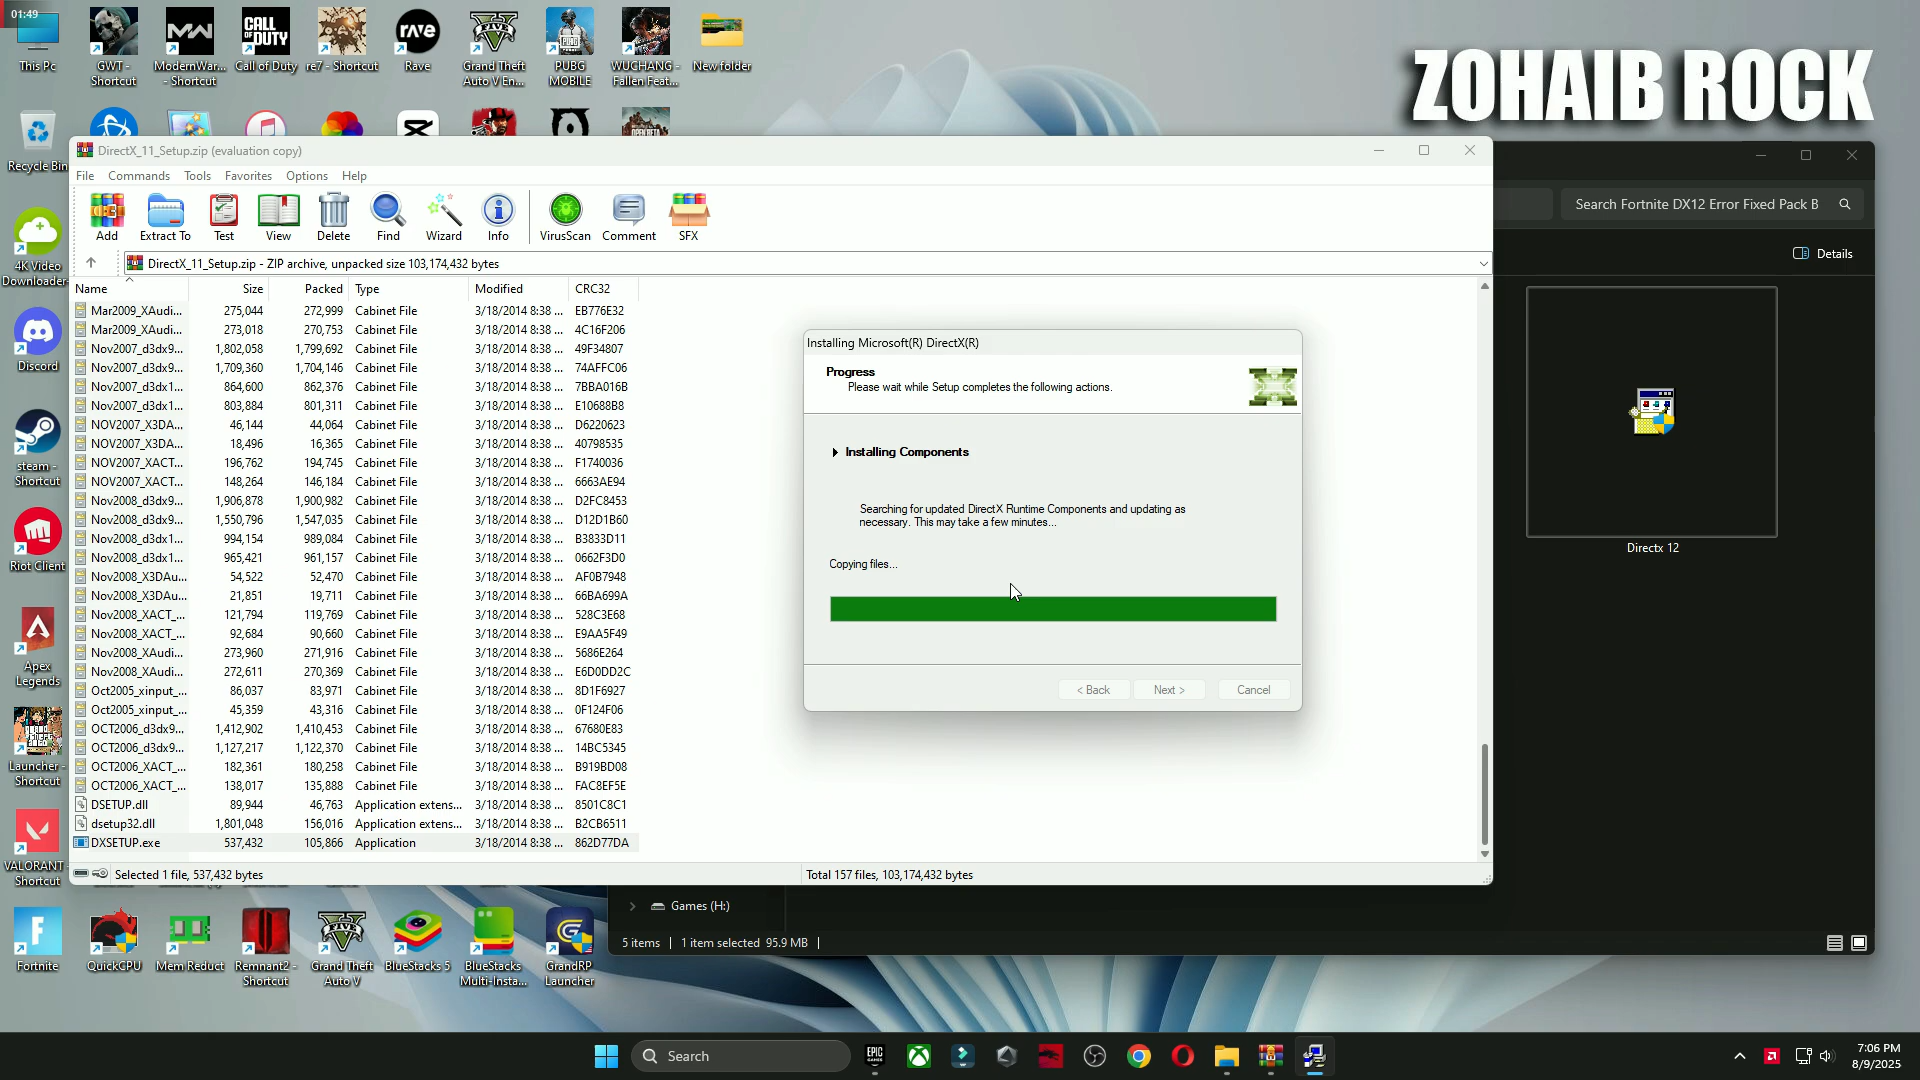 01:49
This Pc
GWT -
Shortcut
ModernWar...
- Shortcut
CALL OF DUTY
Call of Duty
re7 - Shortcut
rave
Rave
Grand Theft
Auto V En...
PUBG
MOBILE
WUCHANG -
Fallen Feat...
New folder
ZOHAIB ROCK
Recycle Bin
4K Video
Downloader-
Discord
steam -
Shortcut
Riot Client
Apex
Legends
Launcher -
Shortcut
VALORANT
Shortcut
Fortnite
QuickCPU
Mem Reduct
Remnant2 -
Shortcut
Grand Theft
Auto V
BlueStacks 5
BlueStacks
Multi-Insta...
GrandRP
Launcher
DirectX_11_Setup.zip (evaluation copy)
File Commands Tools Favorites Options Help
Add Extract To Test View Delete Find Wizard Info VirusScan Comment SFX
DirectX_11_Setup.zip - ZIP archive, unpacked size 103,174,432 bytes
Name Size Packed Type Modified CRC32
Mar2009_XAudi... 275,044 272,999 Cabinet File 3/18/2014 8:38 ... EB776E32
Mar2009_XAudi... 273,018 270,753 Cabinet File 3/18/2014 8:38 ... 4C16F206
Nov2007_d3dx9... 1,802,058 1,799,692 Cabinet File 3/18/2014 8:38 ... 49F34807
Nov2007_d3dx9... 1,709,360 1,704,146 Cabinet File 3/18/2014 8:38 ... 74AFFC06
Nov2007_d3dx1... 864,600 862,376 Cabinet File 3/18/2014 8:38 ... 7BBA016B
Nov2007_d3dx1... 803,884 801,311 Cabinet File 3/18/2014 8:38 ... E10688B8
NOV2007_X3DA... 46,144 44,064 Cabinet File 3/18/2014 8:38 ... D6220623
NOV2007_X3DA... 18,496 16,365 Cabinet File 3/18/2014 8:38 ... 40798535
NOV2007_XACT... 196,762 194,745 Cabinet File 3/18/2014 8:38 ... F1740036
NOV2007_XACT... 148,264 146,184 Cabinet File 3/18/2014 8:38 ... 6663AE94
Nov2008_d3dx9... 1,906,878 1,900,982 Cabinet File 3/18/2014 8:38 ... D2FC8453
Nov2008_d3dx9... 1,550,796 1,547,035 Cabinet File 3/18/2014 8:38 ... D12D1B60
Nov2008_d3dx1... 994,154 989,084 Cabinet File 3/18/2014 8:38 ... B3833D11
Nov2008_d3dx1... 965,421 961,157 Cabinet File 3/18/2014 8:38 ... 0662F3D0
Nov2008_X3DAu... 54,522 52,470 Cabinet File 3/18/2014 8:38 ... AF0B7948
Nov2008_X3DAu... 21,851 19,711 Cabinet File 3/18/2014 8:38 ... 66BA699A
Nov2008_XACT_... 121,794 119,769 Cabinet File 3/18/2014 8:38 ... 528C3E68
Nov2008_XACT_... 92,684 90,660 Cabinet File 3/18/2014 8:38 ... E9AA5F49
Nov2008_XAudi... 273,960 271,916 Cabinet File 3/18/2014 8:38 ... 5686E264
Nov2008_XAudi... 272,611 270,369 Cabinet File 3/18/2014 8:38 ... E6D0DD2C
Oct2005_xinput_... 86,037 83,971 Cabinet File 3/18/2014 8:38 ... 8D1F6927
Oct2005_xinput_... 45,359 43,316 Cabinet File 3/18/2014 8:38 ... 0F124F06
OCT2006_d3dx9... 1,412,902 1,410,453 Cabinet File 3/18/2014 8:38 ... 67680E83
OCT2006_d3dx9... 1,127,217 1,122,370 Cabinet File 3/18/2014 8:38 ... 14BC5345
OCT2006_XACT_... 182,361 180,258 Cabinet File 3/18/2014 8:38 ... B919BD08
OCT2006_XACT_... 138,017 135,888 Cabinet File 3/18/2014 8:38 ... FAC8EF5E
DSETUP.dll 89,944 46,763 Application extens... 3/18/2014 8:38 ... 8501C8C1
dsetup32.dll 1,801,048 156,016 Application extens... 3/18/2014 8:38 ... B2CB6511
DXSETUP.exe 537,432 105,866 Application 3/18/2014 8:38 ... 862D77DA
Selected 1 file, 537,432 bytes
Total 157 files, 103,174,432 bytes
Installing Microsoft(R) DirectX(R)
Progress
Please wait while Setup completes the following actions.
Installing Components
Searching for updated DirectX Runtime Components and updating as
necessary. This may take a few minutes...
Copying files...
< Back Next > Cancel
Search Fortnite DX12 Error Fixed Pack B
Details
Directx 12
Games (H:)
5 items 1 item selected 95.9 MB
Search
EPIC
GAMES
7:06 PM
8/9/2025